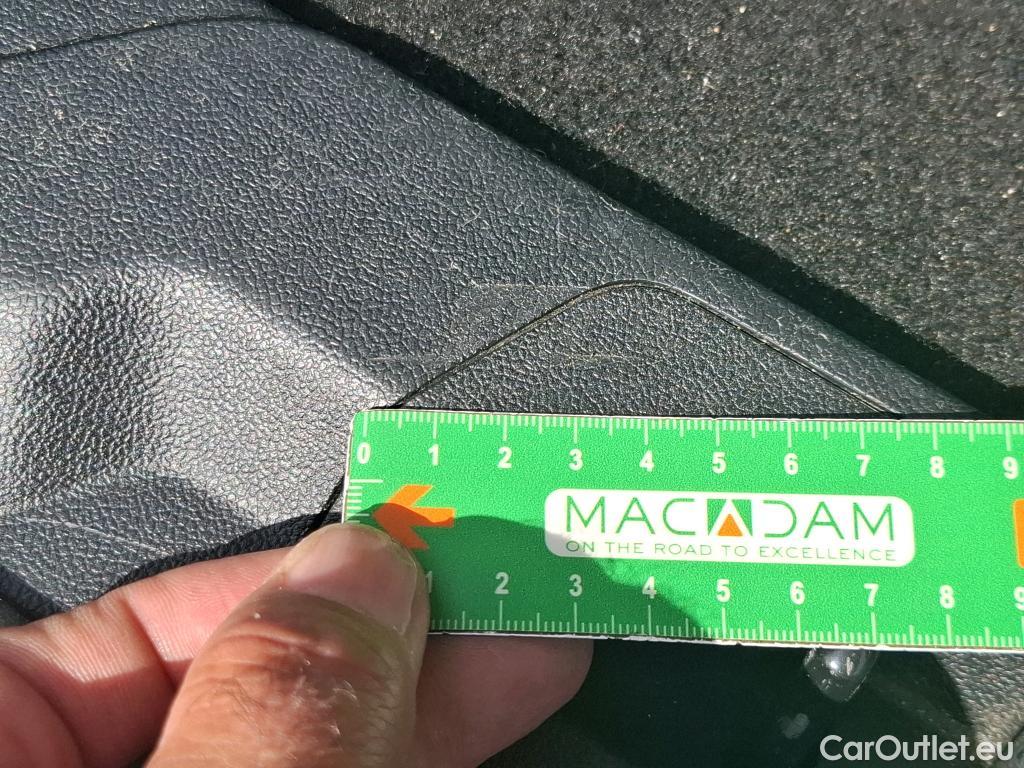 0 1 2 3 4 5 6 7 8 9
MACADAM
ON THE ROAD TO EXCELLENCE
1 2 3 4 5 6 7 8 9
CarOutlet.eu